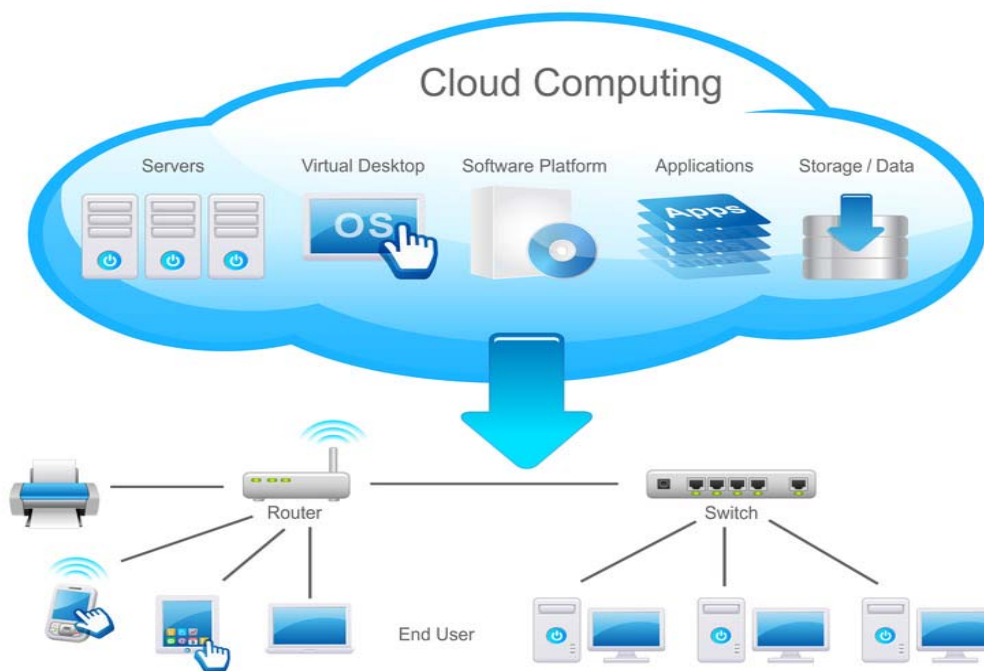 Cloud Computing
Servers
Virtual Desktop
Software Platform
Applications
Storage / Data
OS
Apps
Router
Switch
End User